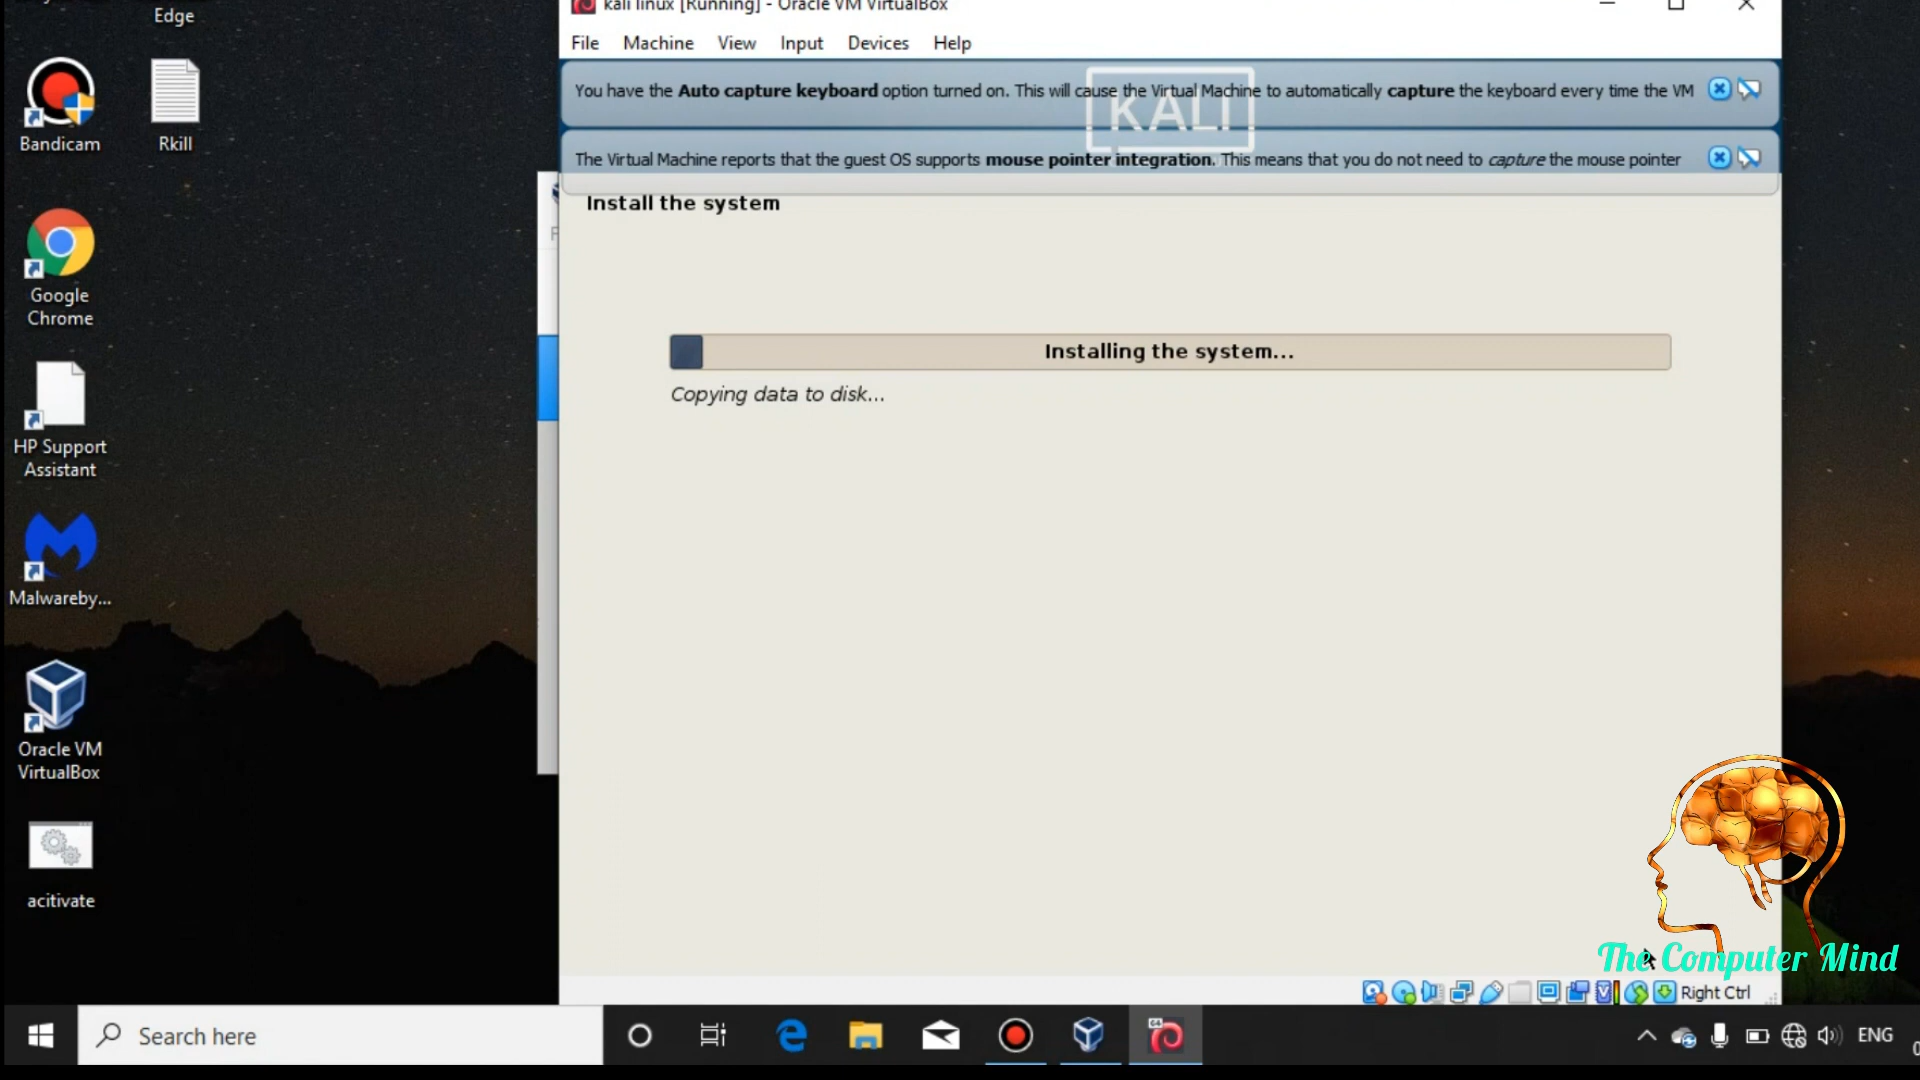 Edge
Bandicam
Rkill
Google
Chrome
HP Support
Assistant
Malwareby...
Oracle VM
VirtualBox
acitivate
kali linux [Running] - Oracle VM VirtualBox
File Machine View Input Devices Help
You have the Auto capture keyboard option turned on. This will cause the Virtual Machine to automatically capture the keyboard every time the VM
KALI
The Virtual Machine reports that the guest OS supports mouse pointer integration. This means that you do not need to capture the mouse pointer
Install the system
Installing the system...
Copying data to disk...
The Computer Mind
Right Ctrl
Search here
64
ENG